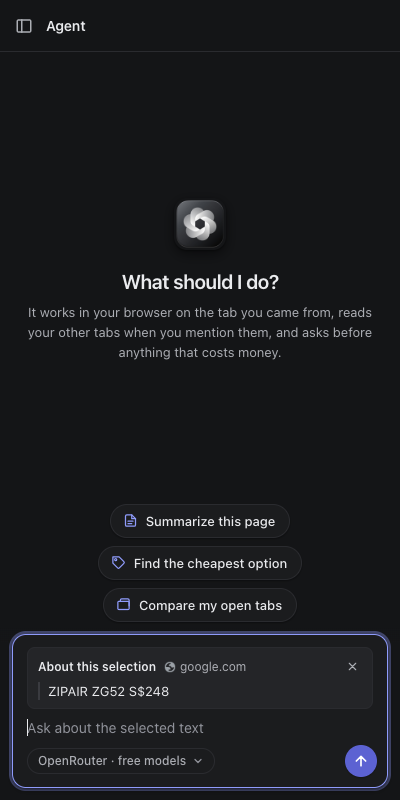 Agent
What should I do?
It works in your browser on the tab you came from, reads
your other tabs when you mention them, and asks before
anything that costs money.
Summarize this page
Find the cheapest option
Compare my open tabs
About this selection google.com
ZIPAIR ZG52 S$248
Ask about the selected text
OpenRouter · free models